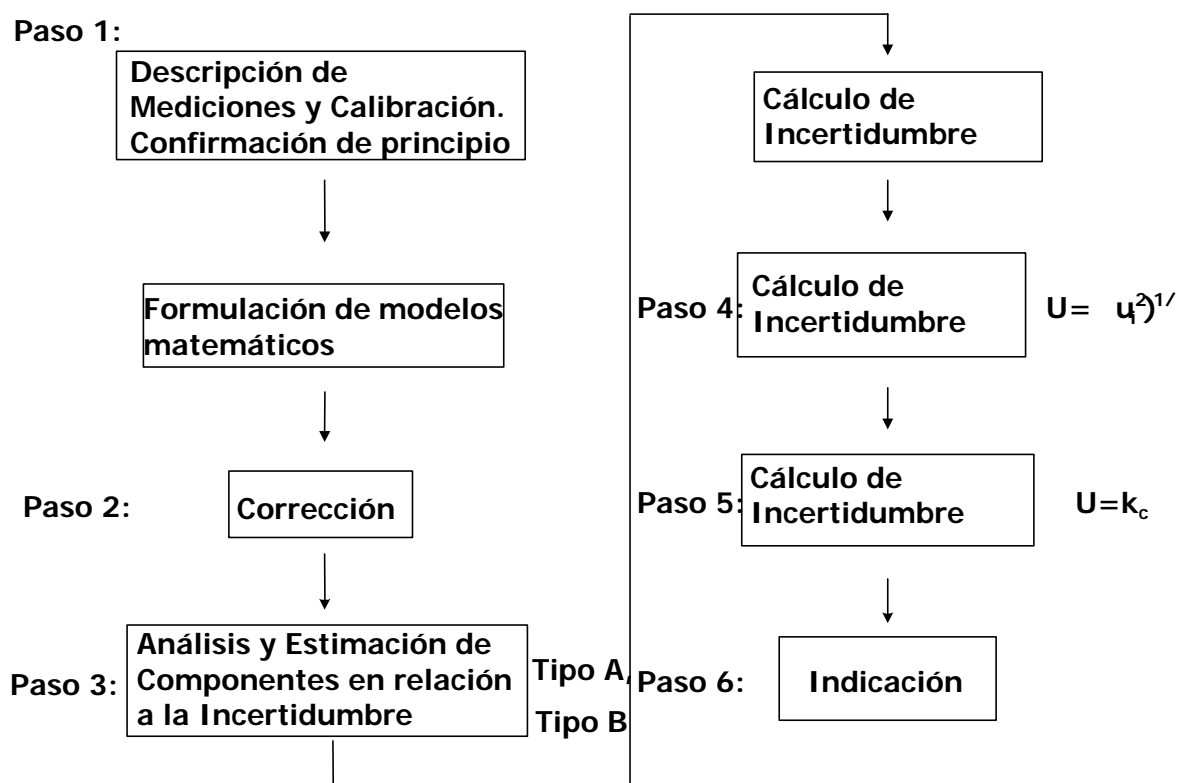 Paso 1:
Descripción de
Mediciones y Calibración.
Confirmación de principio
Formulación de modelos
matemáticos
Paso 2:
Corrección
Paso 3:
Análisis y Estimación de
Componentes en relación
a la Incertidumbre
Tipo A,
Tipo B
Cálculo de
Incertidumbre
Paso 4:
Cálculo de
Incertidumbre
U= uᵢ²)¹/
Paso 5:
Cálculo de
Incertidumbre
U=k꜀
Paso 6:
Indicación